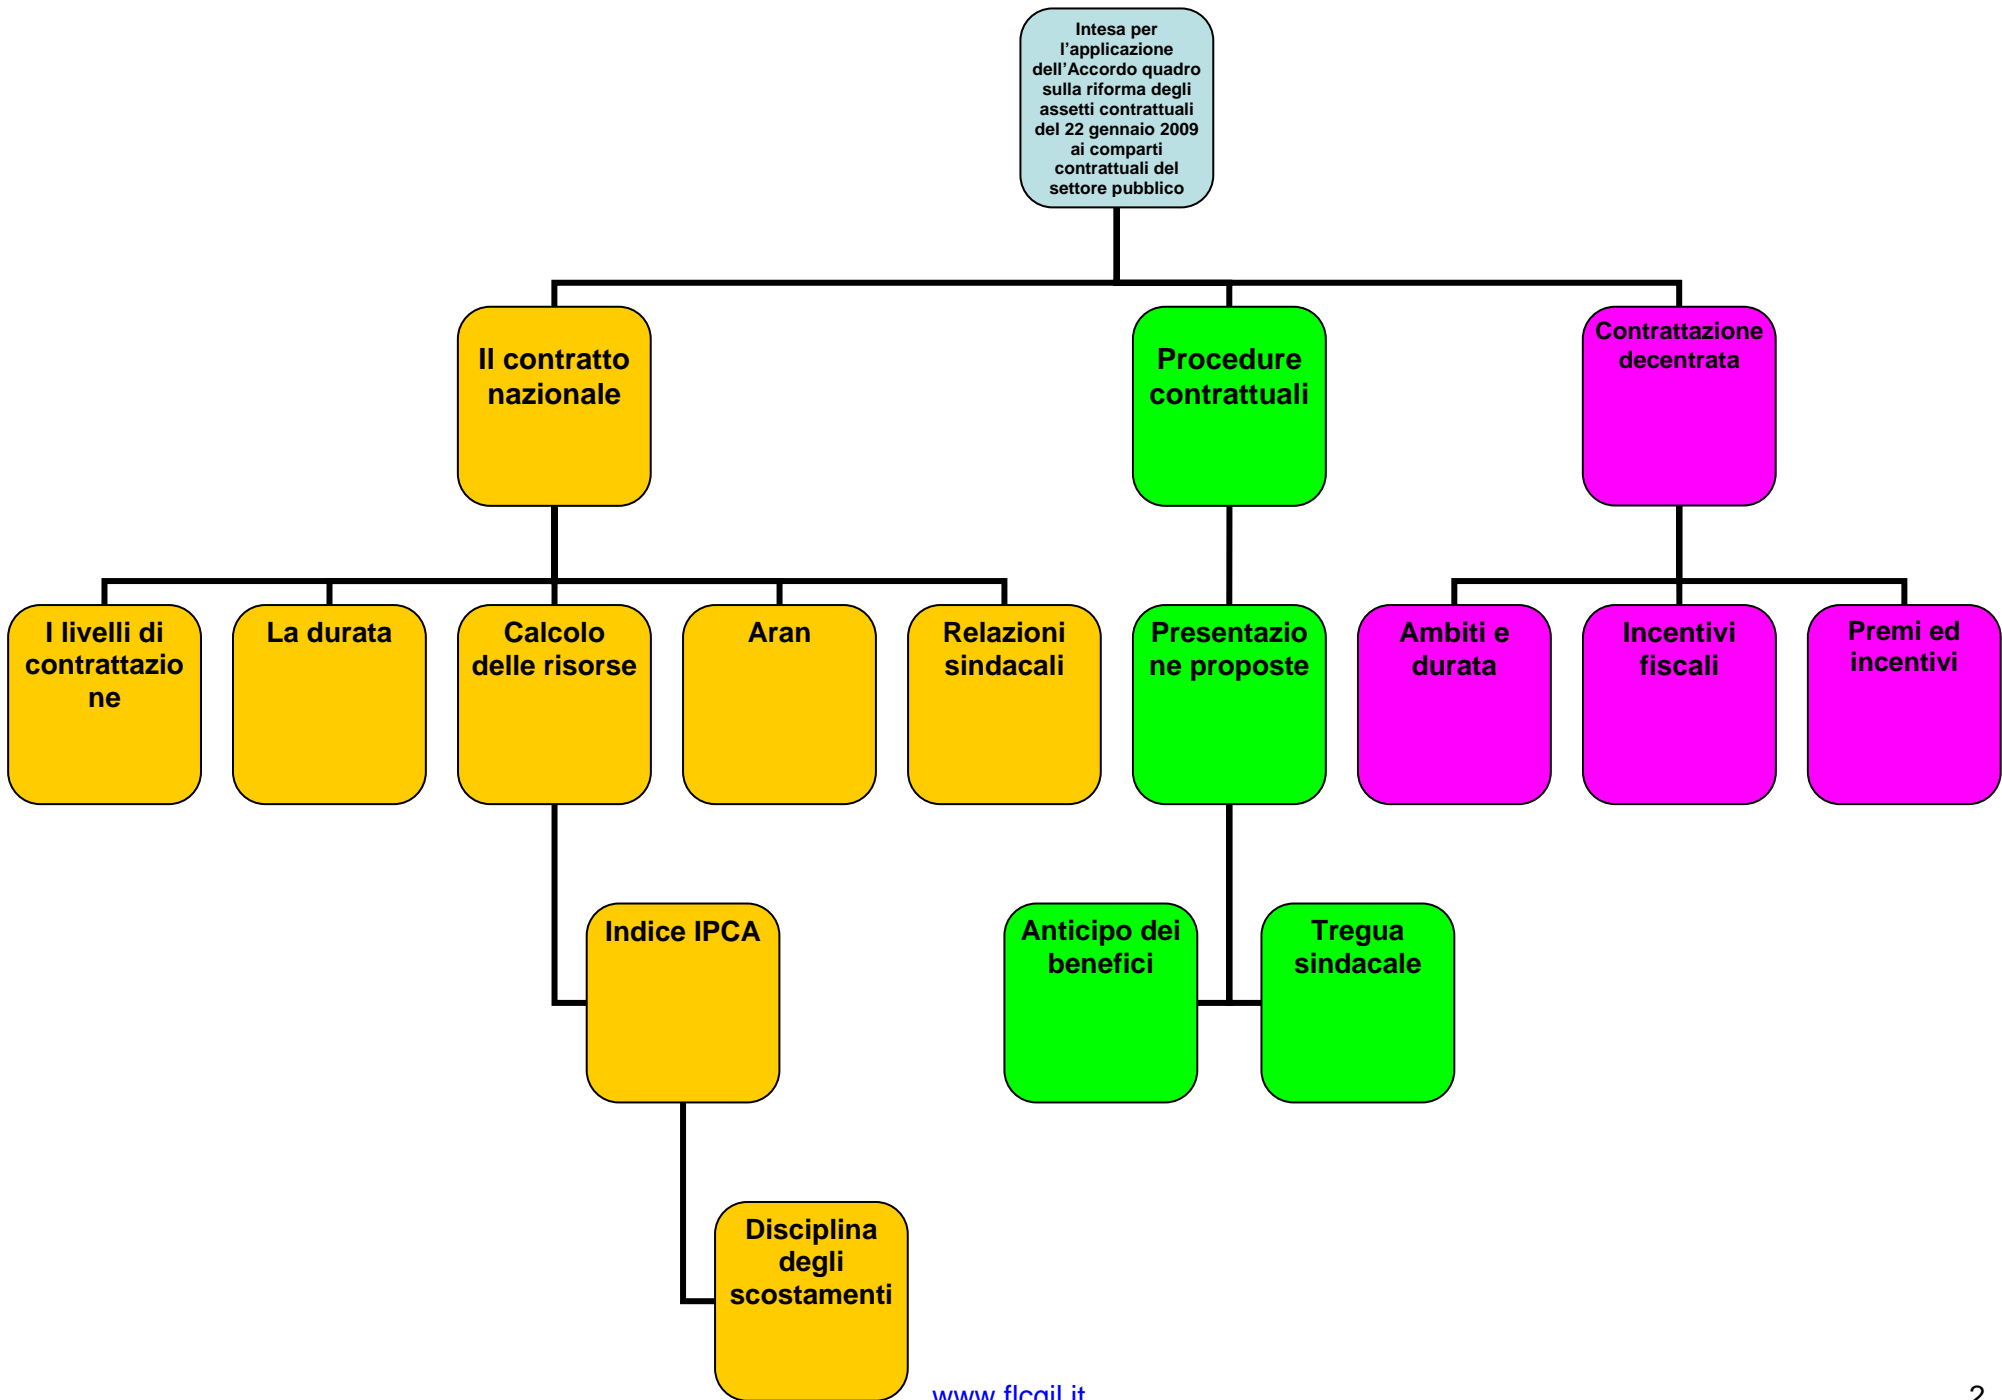 Intesa per
l'applicazione
dell'Accordo quadro
sulla riforma degli
assetti contrattuali
del 22 gennaio 2009
ai comparti
contrattuali del
settore pubblico
Il contratto
nazionale
Procedure
contrattuali
Contrattazione
decentrata
I livelli di
contrattazio
ne
La durata
Calcolo
delle risorse
Aran
Relazioni
sindacali
Presentazio
ne proposte
Ambiti e
durata
Incentivi
fiscali
Premi ed
incentivi
Indice IPCA
Anticipo dei
benefici
Tregua
sindacale
Disciplina
degli
scostamenti
www.flcgil.it
2